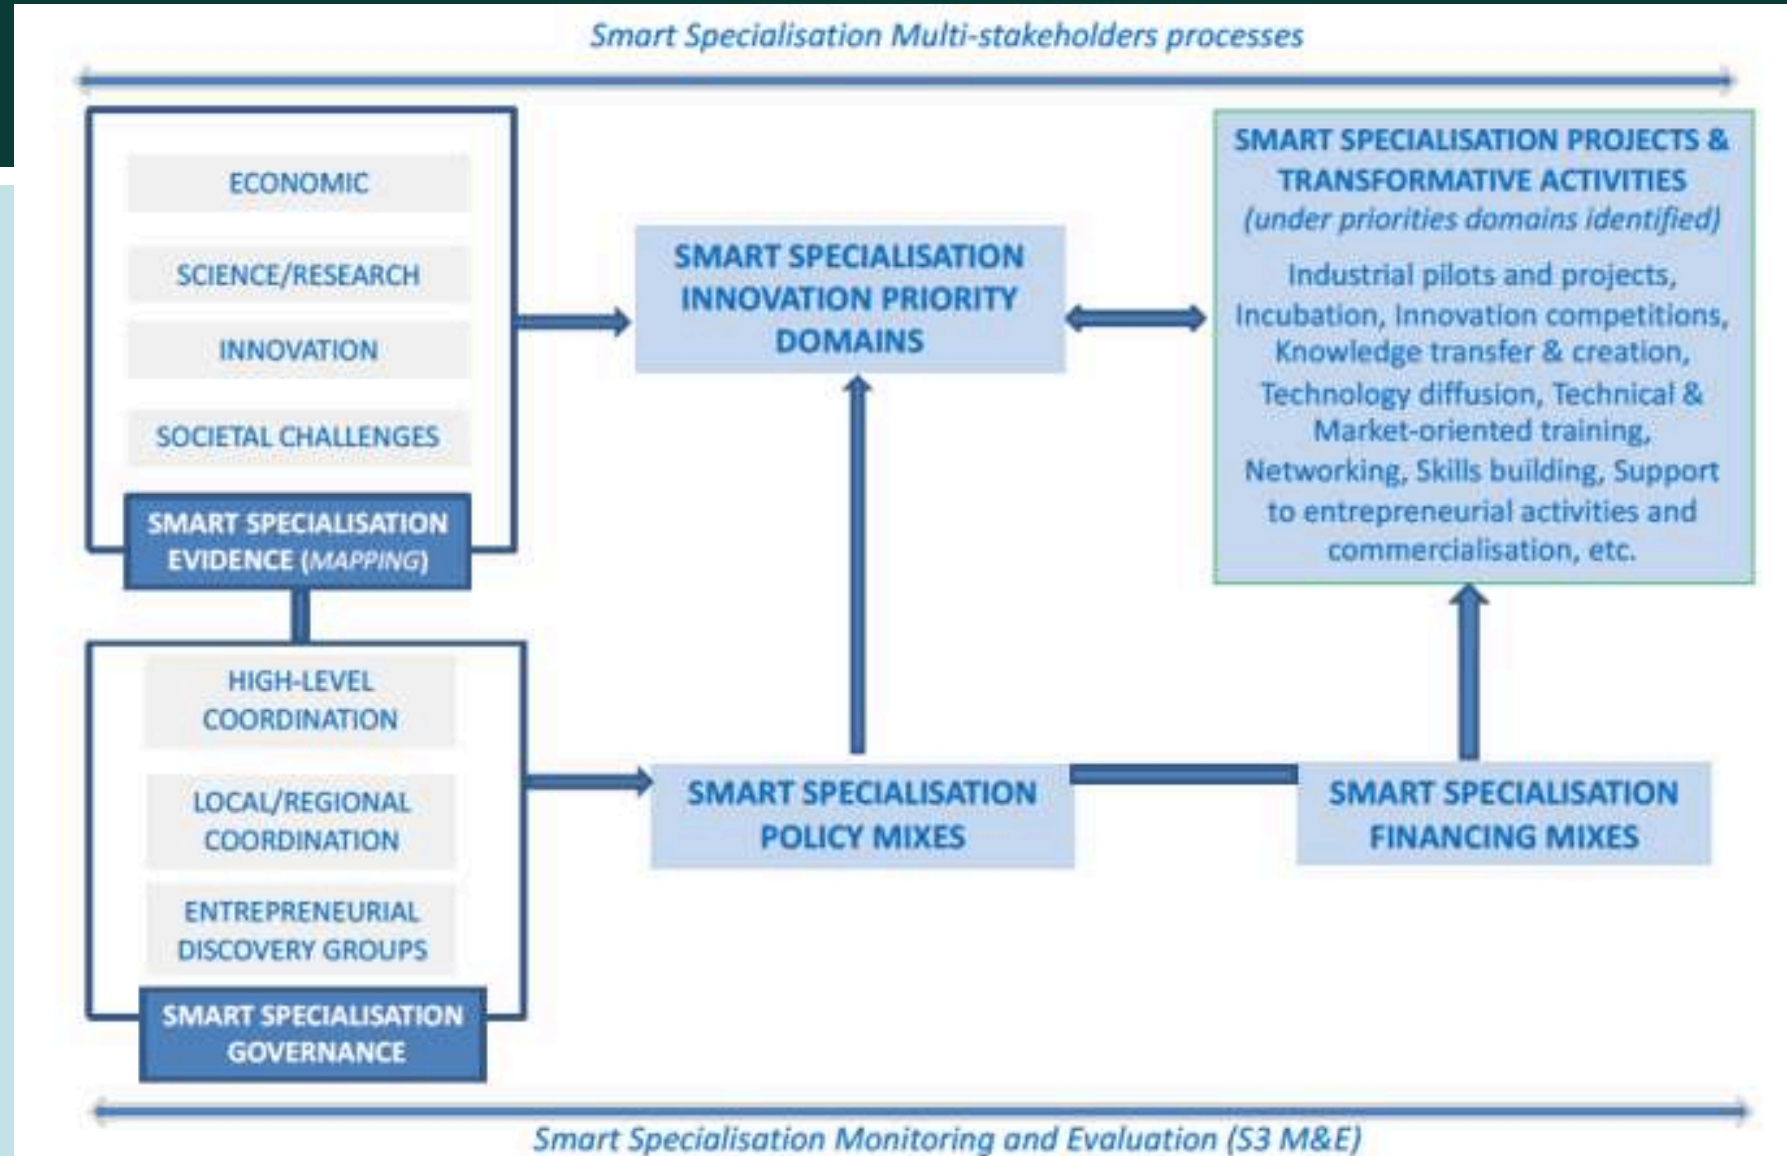 Smart Specialisation Multi-stakeholders processes
ECONOMIC
SCIENCE/RESEARCH
INNOVATION
SOCIETAL CHALLENGES
SMART SPECIALISATION
EVIDENCE (MAPPING)
HIGH-LEVEL
COORDINATION
LOCAL/REGIONAL
COORDINATION
ENTREPRENEURIAL
DISCOVERY GROUPS
SMART SPECIALISATION
GOVERNANCE
SMART SPECIALISATION
INNOVATION PRIORITY
DOMAINS
SMART SPECIALISATION
POLICY MIXES
SMART SPECIALISATION PROJECTS &
TRANSFORMATIVE ACTIVITIES
(under priorities domains identified)
Industrial pilots and projects,
Incubation, Innovation competitions,
Knowledge transfer & creation,
Technology diffusion, Technical &
Market-oriented training,
Networking, Skills building, Support
to entrepreneurial activities and
commercialisation, etc.
SMART SPECIALISATION
FINANCING MIXES
Smart Specialisation Monitoring and Evaluation (S3 M&E)